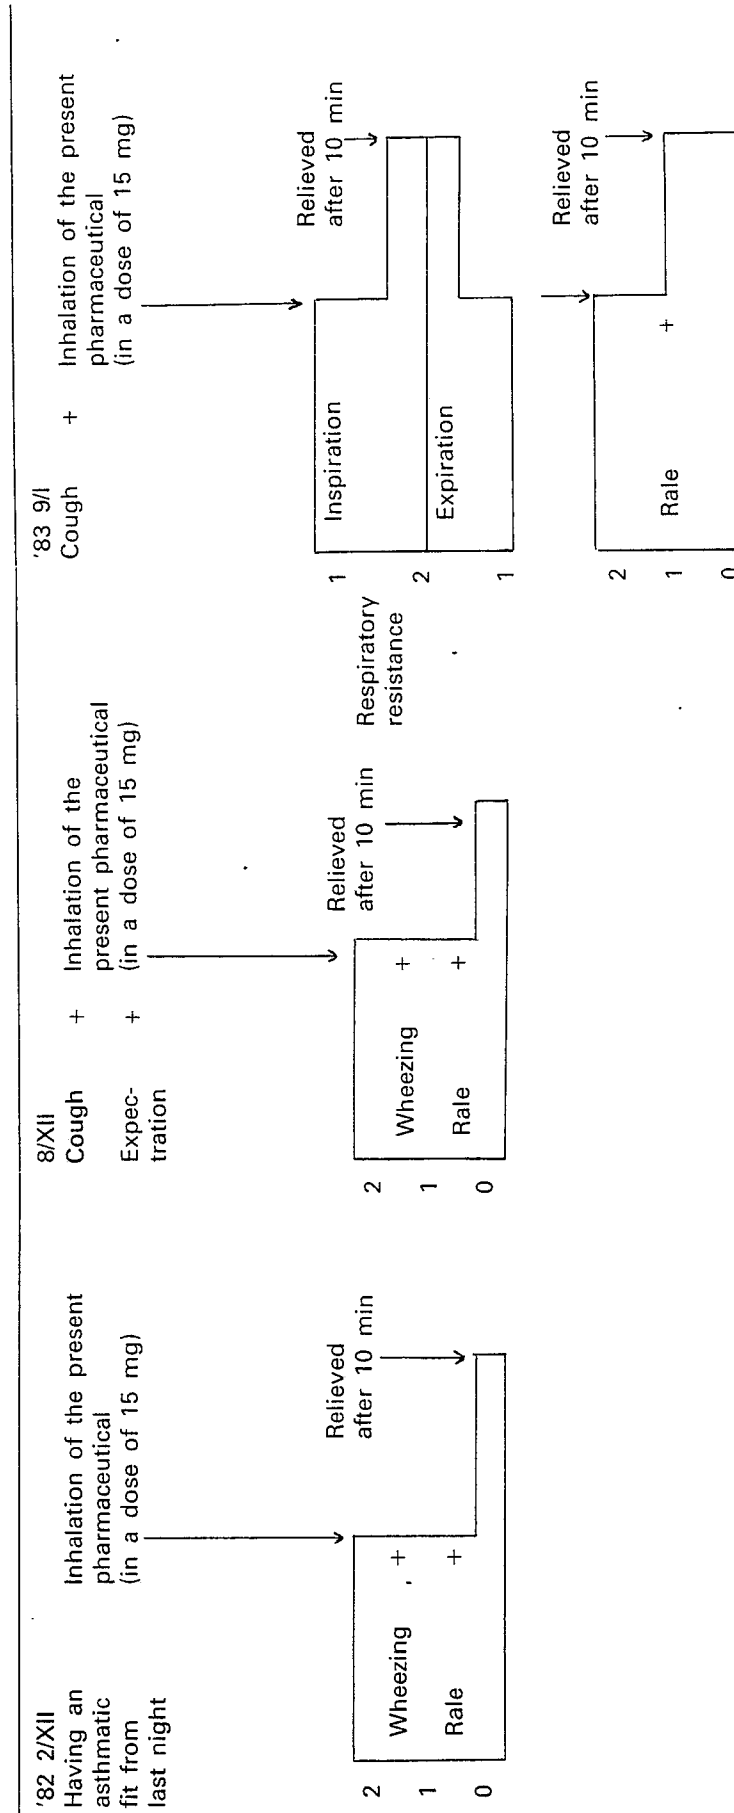 '82 2/XII
Having an
asthmatic
fit from
last night
Inhalation of the present
pharmaceutical
(in a dose of 15 mg)
Relieved
after 10 min
2
1
0
Wheezing +
Rale +
8/XII
Cough +
Expec- +
tration
Inhalation of the
present pharmaceutical
(in a dose of 15 mg)
Relieved
after 10 min
2
1
0
Wheezing +
Rale +
'83 9/I
Cough +
Inhalation of the present
pharmaceutical
(in a dose of 15 mg)
Respiratory
resistance
Relieved
after 10 min
1
2
1
Inspiration
Expiration
Relieved
after 10 min
2
1
0
Rale +